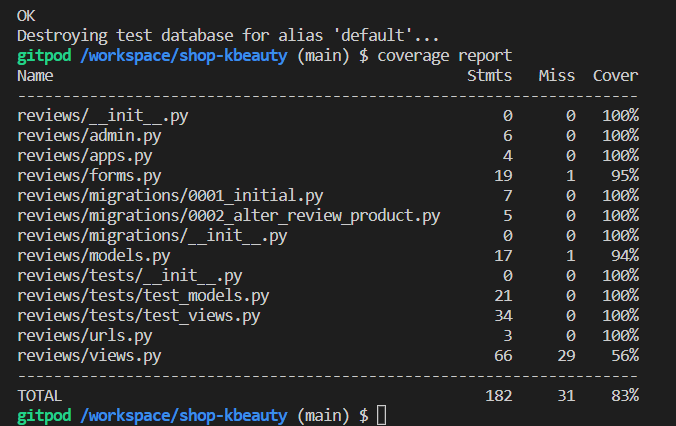 OK
Destroying test database for alias 'default'...
gitpod /workspace/shop-kbeauty (main) $ coverage report
Name Stmts Miss Cover
---------------------------------------------------------------------
reviews/__init__.py 0 0 100%
reviews/admin.py 6 0 100%
reviews/apps.py 4 0 100%
reviews/forms.py 19 1 95%
reviews/migrations/0001_initial.py 7 0 100%
reviews/migrations/0002_alter_review_product.py 5 0 100%
reviews/migrations/__init__.py 0 0 100%
reviews/models.py 17 1 94%
reviews/tests/__init__.py 0 0 100%
reviews/tests/test_models.py 21 0 100%
reviews/tests/test_views.py 34 0 100%
reviews/urls.py 3 0 100%
reviews/views.py 66 29 56%
---------------------------------------------------------------------
TOTAL 182 31 83%
gitpod /workspace/shop-kbeauty (main) $